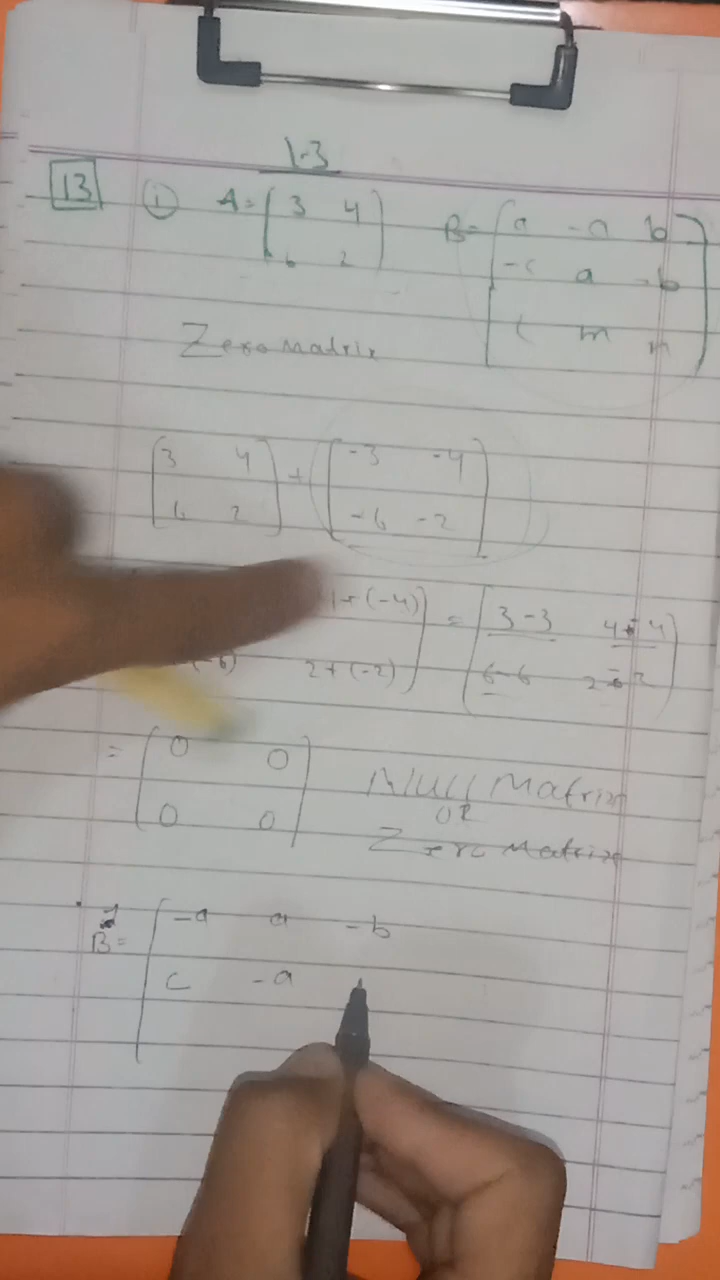 1.3
13 ① A= ( 3 4 B= ( a -a b
6 2 ) -c a -b
l m n )
Zero matrix
( 3 4 + ( -3 -4
6 2 ) -6 -2 )
+(-4) ) = ( 3-3 4-4
2+(-2) 6-6 2-2 )
= ( 0 0 Null Matrix
OR
0 0 ) Zero Matrix
B= ( -a a -b
c -a